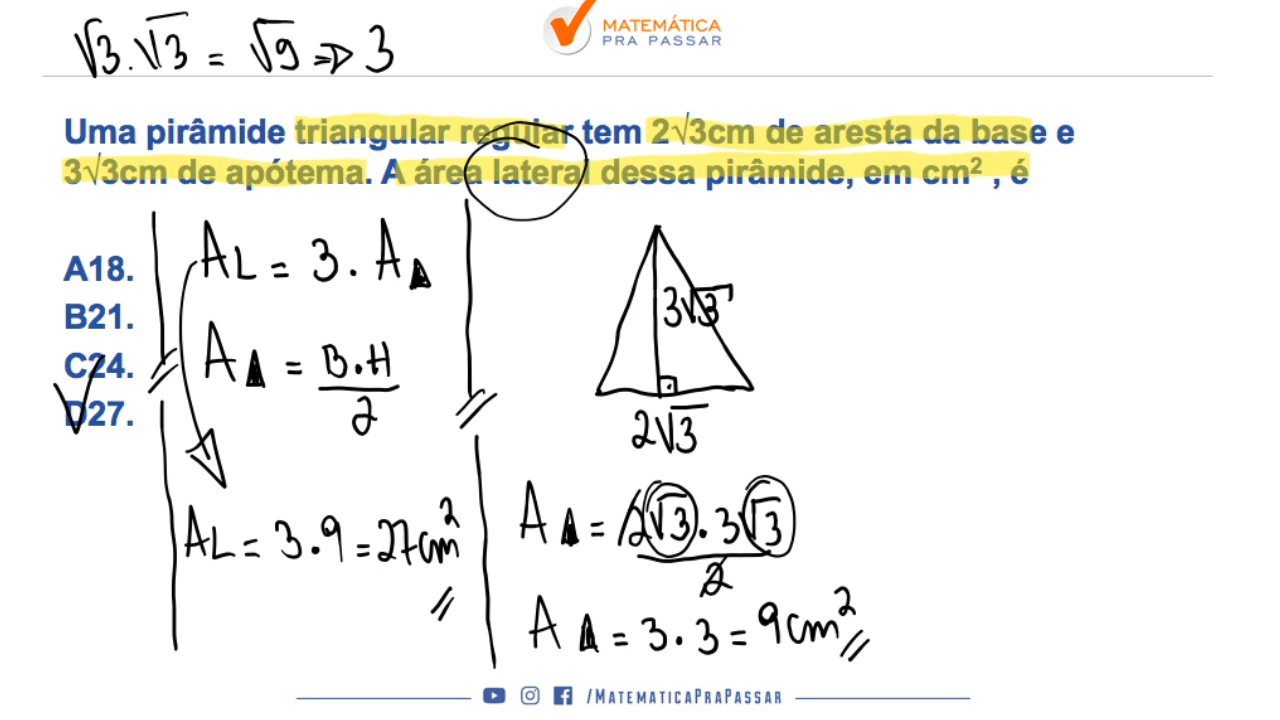 √3.√3 = √9 => 3
MATEMÁTICA
PRA PASSAR
Uma pirâmide triangular regular tem 2√3cm de aresta da base e
3√3cm de apótema. A área lateral dessa pirâmide, em cm², é
A18.
B21.
C24.
D27.
AL = 3 . A▲
A▲ = B.H/2
AL = 3.9 = 27cm²
3√3
2√3
A▲ = 2√3 . 3√3/2
A▲ = 3.3 = 9cm²
/MATEMATICAPRAPASSAR